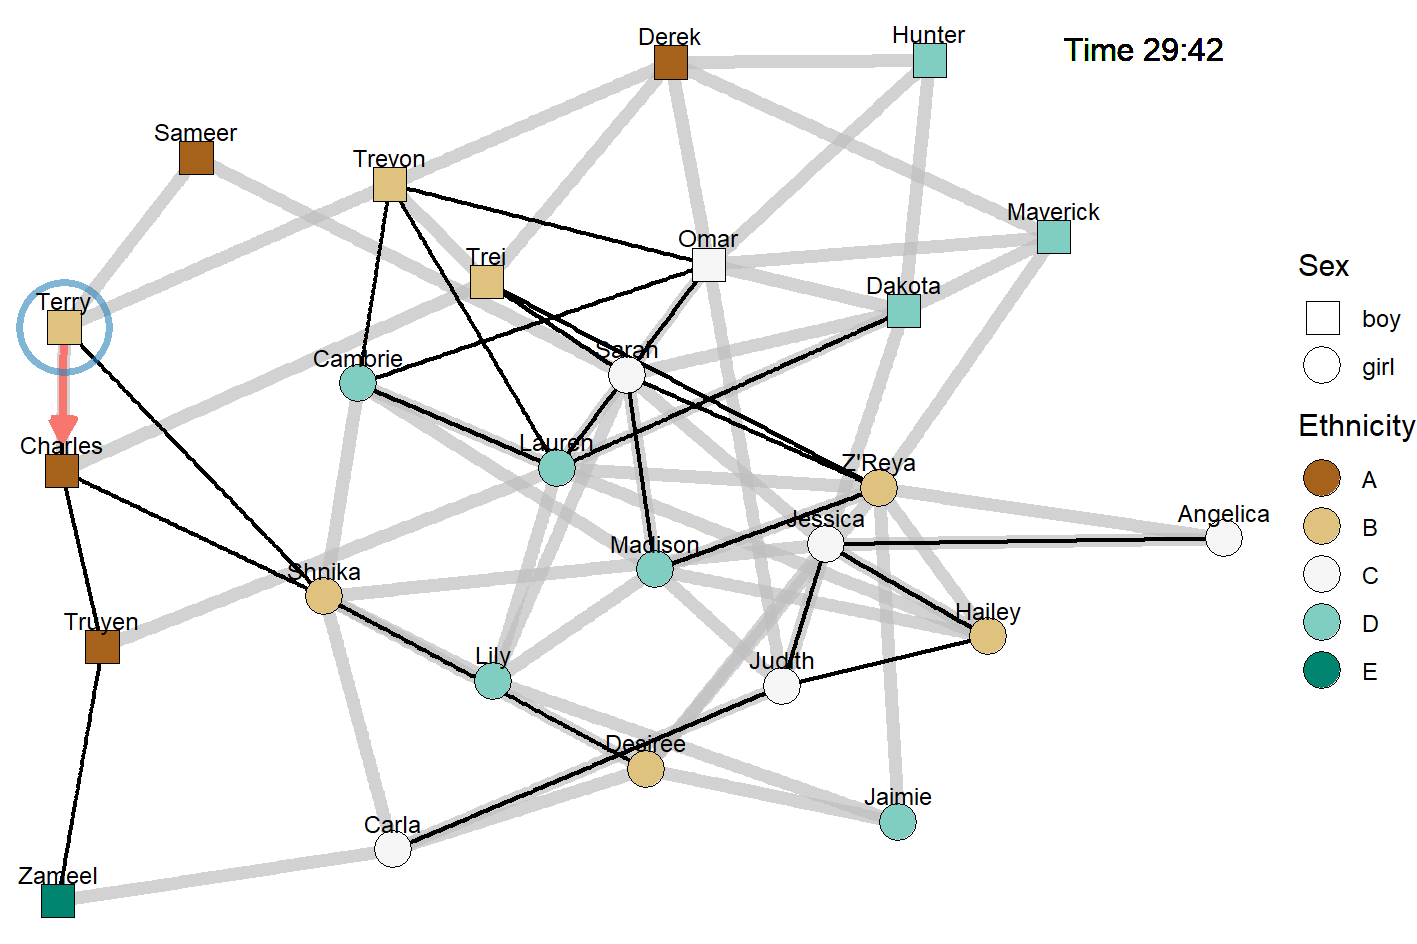 Derek
Hunter
Time 29:42
Sameer
Trevon
Maverick
Omar
Trei
Dakota
Terry
Sarah
Cambrie
Charles
Lauren
Z'Reya
Jessica
Angelica
Madison
Shnika
Hailey
Truyen
Lily
Judith
Desiree
Jaimie
Carla
Zameel
Sex
boy
girl
Ethnicity
A
B
C
D
E